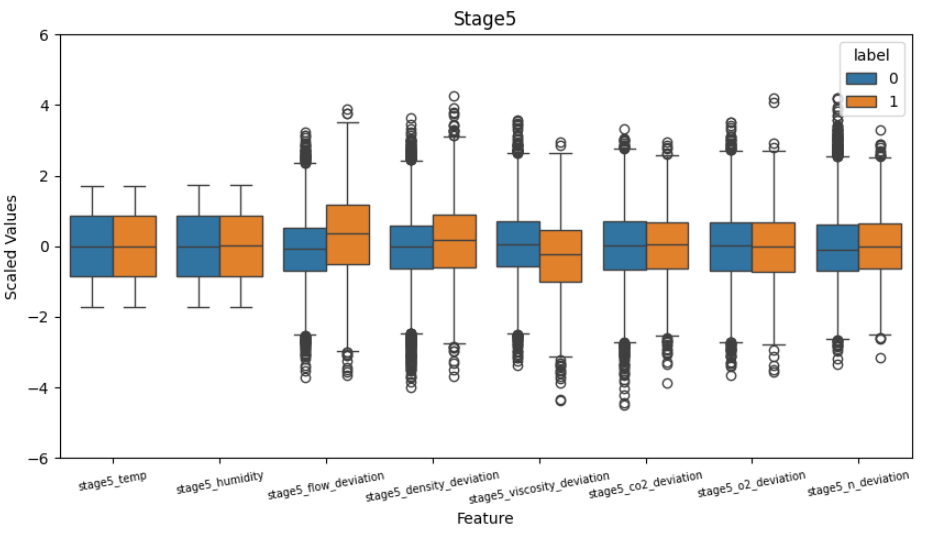 Stage5
6
4
2
0
−2
−4
−6
Scaled Values
label
0
1
stage5_temp
stage5_humidity
stage5_flow_deviation
stage5_density_deviation
stage5_viscosity_deviation
stage5_co2_deviation
stage5_o2_deviation
stage5_n_deviation
Feature